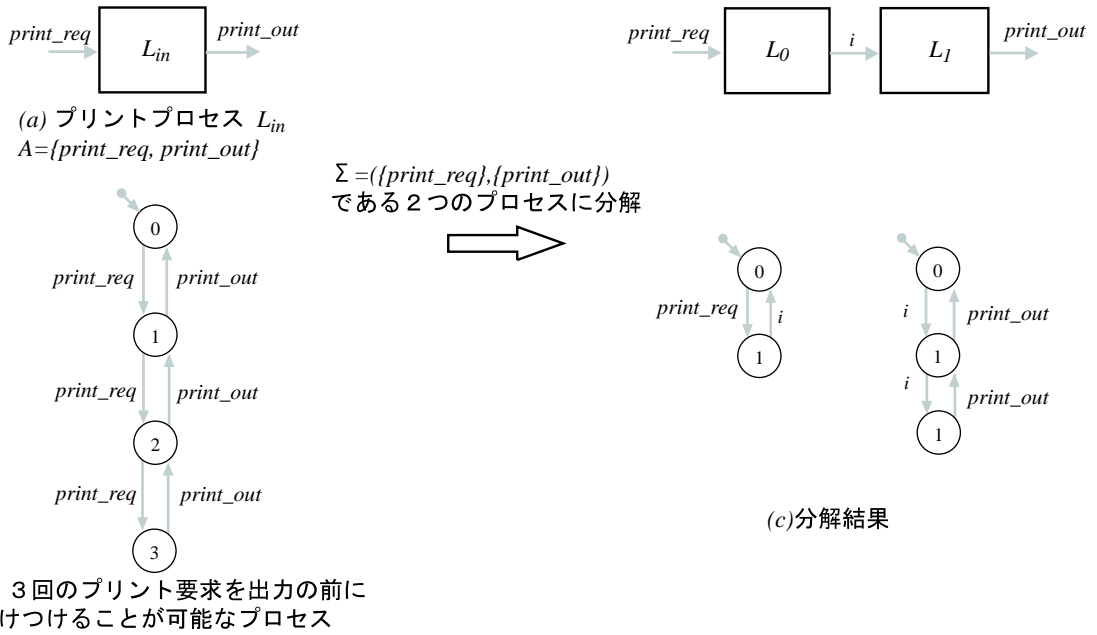 print_req
L_in
print_out
(a) プリントプロセス L_in
A={print_req, print_out}
0
print_req
print_out
1
print_req
print_out
2
print_req
print_out
3
３回のプリント要求を出力の前に
けつけることが可能なプロセス
Σ=({print_req},{print_out})
である２つのプロセスに分解
print_req
L_0
i
L_1
print_out
0
print_req
i
1
0
i
print_out
1
i
print_out
1
(c)分解結果